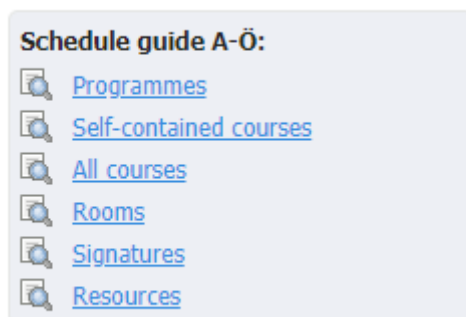 Schedule guide A-Ö:
Programmes
Self-contained courses
All courses
Rooms
Signatures
Resources